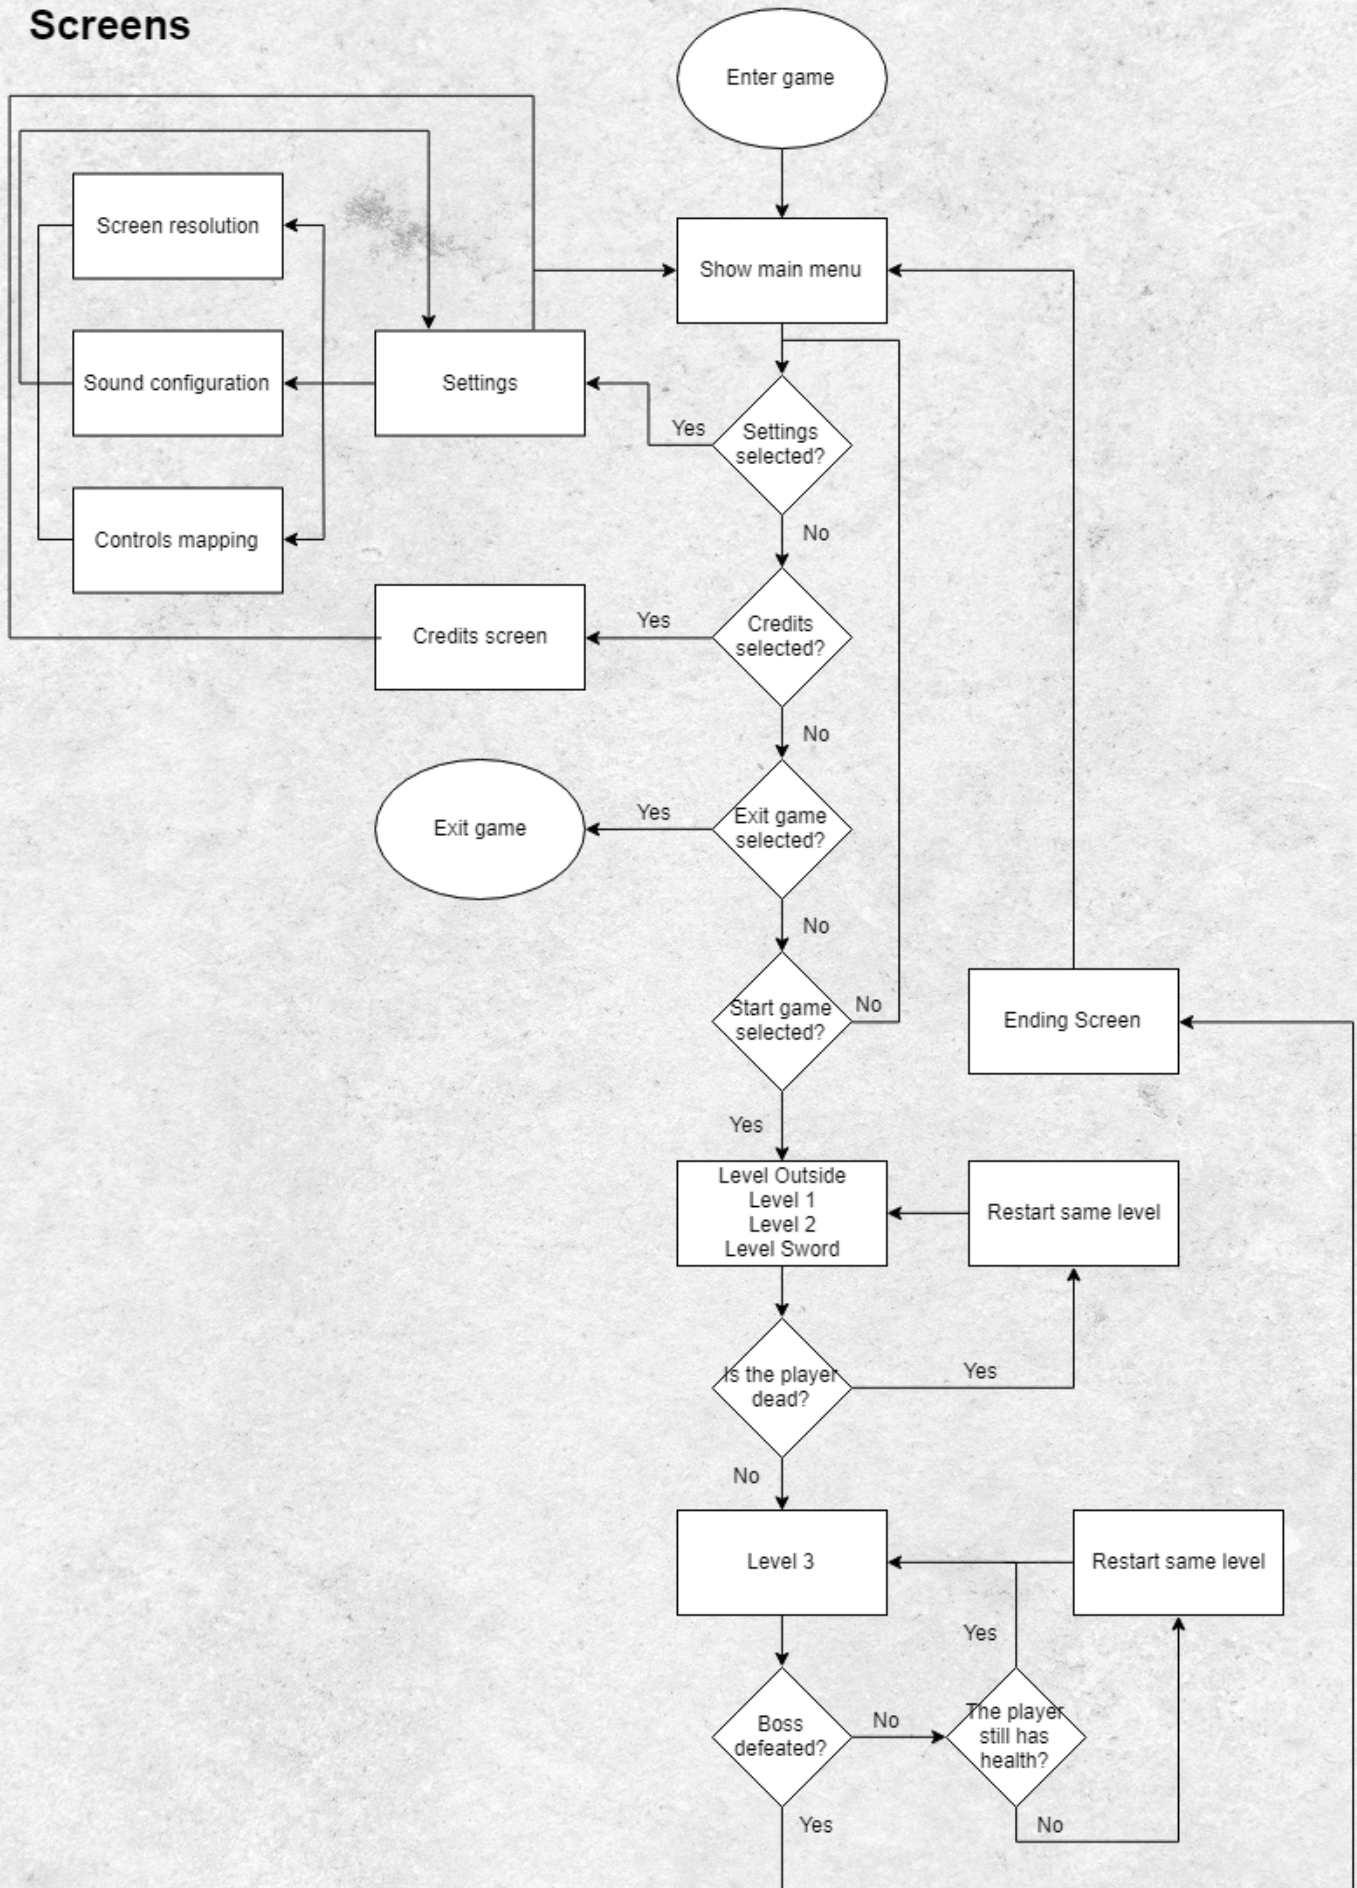 Screens
Enter game
Show main menu
Screen resolution
Sound configuration
Settings
Controls mapping
Yes
Settings
selected?
No
Credits screen
Yes
Credits
selected?
No
Exit game
Yes
Exit game
selected?
No
Start game
selected?
No
Ending Screen
Yes
Level Outside
Level 1
Level 2
Level Sword
Restart same level
Is the player
dead?
Yes
No
Level 3
Restart same level
Yes
Boss
defeated?
No
The player
still has
health?
Yes
No